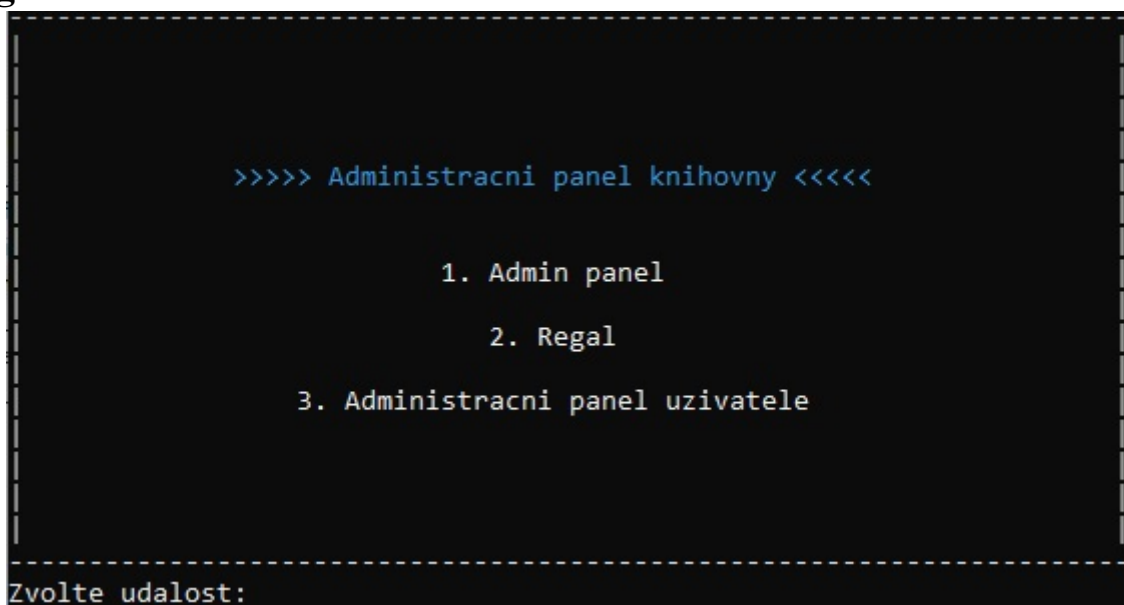 >>>>> Administracni panel knihovny <<<<<
1. Admin panel
2. Regal
3. Administracni panel uzivatele
Zvolte udalost: